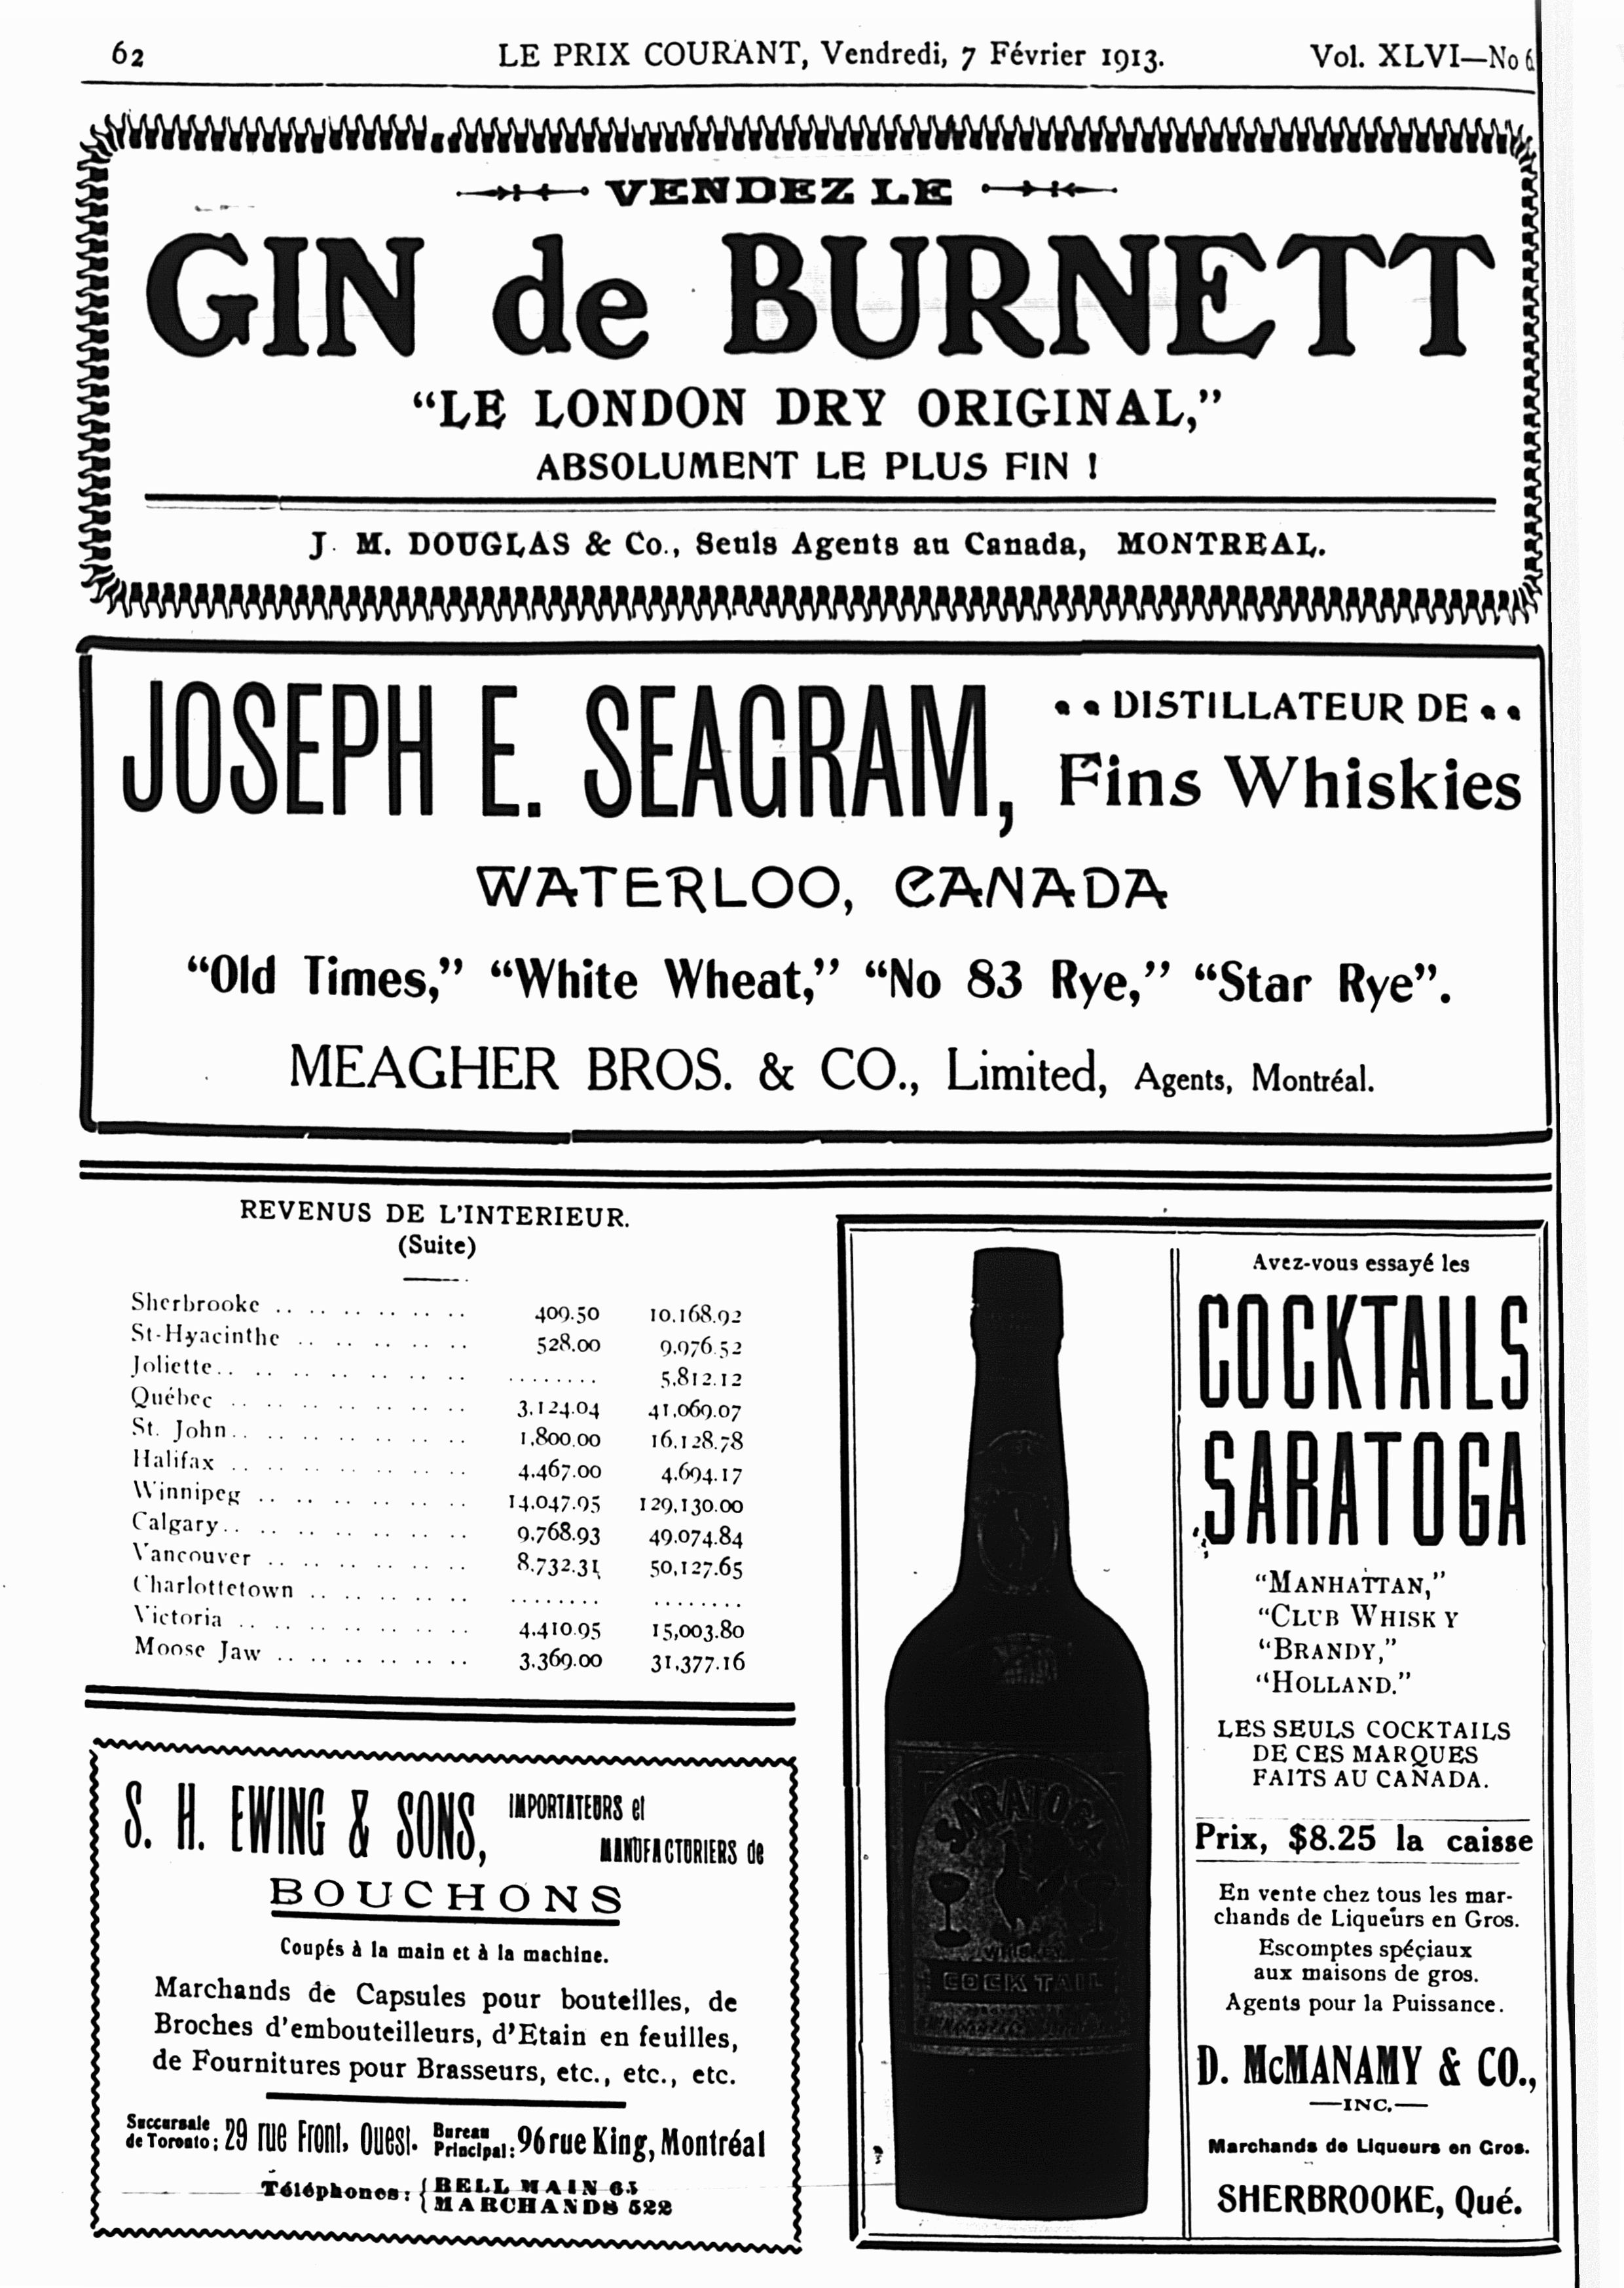 62
LE PRIX COURANT, Vendredi, 7 Février 1913.
Vol. XLVI—No 6.
VENDEZ LE
GIN de BURNETT
“LE LONDON DRY ORIGINAL,”
ABSOLUMENT LE PLUS FIN !
J. M. DOUGLAS & Co., Seuls Agents au Canada, MONTREAL.
JOSEPH E. SEAGRAM,
DISTILLATEUR DE
Fins Whiskies
WATERLOO, CANADA
“Old Times,” “White Wheat,” “No 83 Rye,” “Star Rye”.
MEAGHER BROS. & CO., Limited, Agents, Montréal.
REVENUS DE L'INTERIEUR.
(Suite)
Sherbrooke .. .. .. .. .. .. 409.50 10,168.92
St-Hyacinthe .. .. .. .. .. 528.00 9,976.52
Joliette.. .. .. .. .. .. .. ........ 5,812.12
Québec .. .. .. .. .. .. .. 3,124.04 41,069.07
St. John.. .. .. .. .. .. .. 1,800.00 16,128.78
Halifax .. .. .. .. .. .. .. 4,467.00 4,694.17
Winnipeg .. .. .. .. .. .. 14,047.95 129,130.00
Calgary.. .. .. .. .. .. .. 9,768.93 49,074.84
Vancouver .. .. .. .. .. .. 8,732.31 50,127.65
Charlottetown .. .. .. .. .. ........ ........
Victoria .. .. .. .. .. .. .. 4,410.95 15,003.80
Moose Jaw .. .. .. .. .. .. 3,369.00 31,377.16
S. H. EWING & SONS,
IMPORTATEURS et
MANUFACTURIERS de
BOUCHONS
Coupés à la main et à la machine.
Marchands de Capsules pour bouteilles, de
Broches d'embouteilleurs, d'Etain en feuilles,
de Fournitures pour Brasseurs, etc., etc., etc.
Succursale de Toronto: 29 rue Front, Ouest. Bureau Principal: 96 rue King, Montréal
Téléphones: { BELL MAIN 65
MARCHANDS 522
SARATOGA
WHISKEY
COCKTAIL
Avez-vous essayé les
COCKTAILS
SARATOGA
“MANHATTAN,”
“CLUB WHISKY
“BRANDY,”
“HOLLAND.”
LES SEULS COCKTAILS
DE CES MARQUES
FAITS AU CANADA.
Prix, $8.25 la caisse
En vente chez tous les mar-
chands de Liqueurs en Gros.
Escomptes spéciaux
aux maisons de gros.
Agents pour la Puissance.
D. McMANAMY & CO.,
—INC.—
Marchands de Liqueurs en Gros.
SHERBROOKE, Qué.